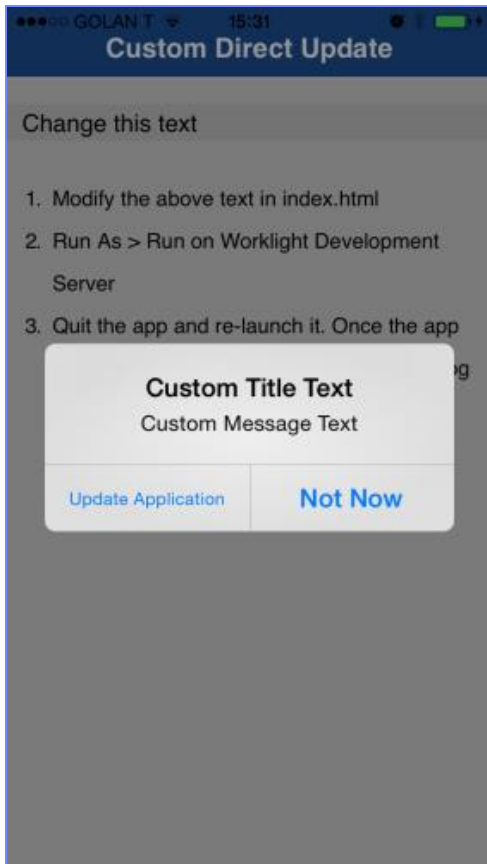 GOLAN T 15:31
Custom Direct Update
Change this text
1. Modify the above text in index.html
2. Run As > Run on Worklight Development
Server
3. Quit the app and re-launch it. Once the app
Custom Title Text
Custom Message Text
Update Application Not Now